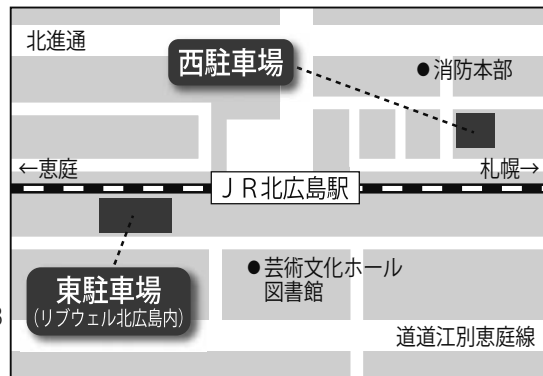 北進通
西駐車場
●消防本部
←恵庭
札幌→
JR北広島駅
●芸術文化ホール
図書館
東駐車場
(リブウェル北広島内)
道道江別恵庭線